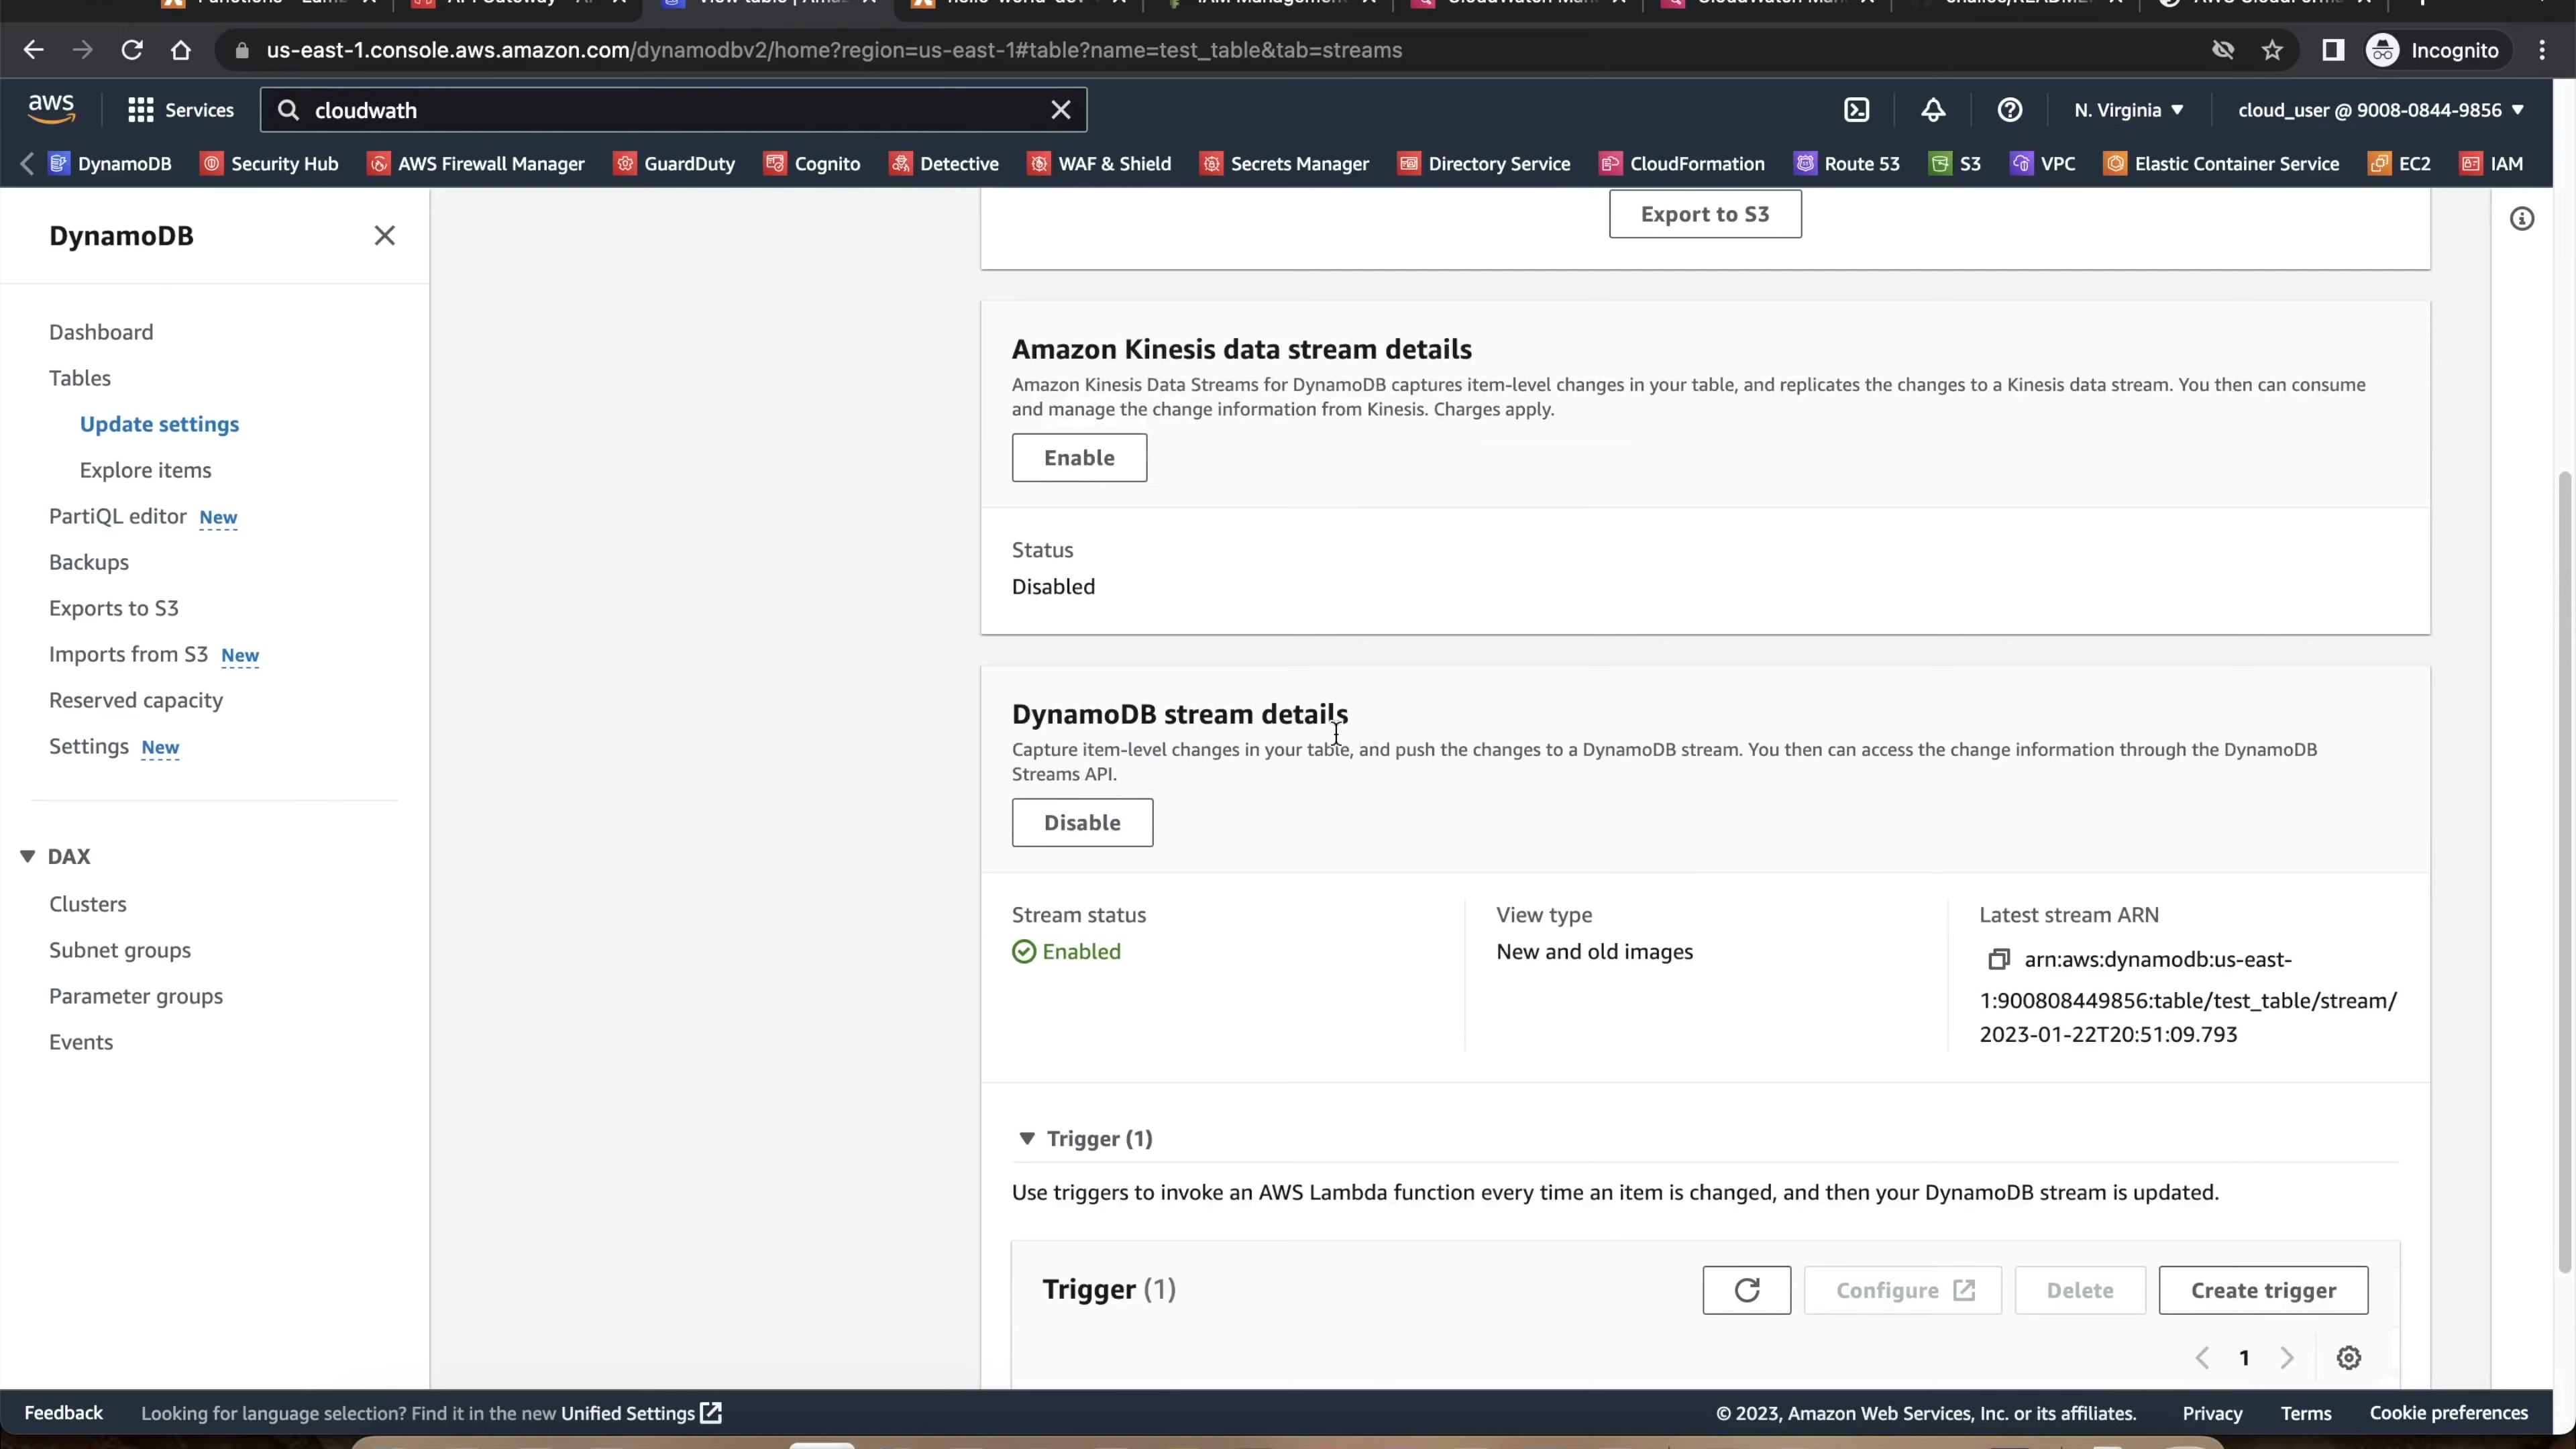 us-east-1.console.aws.amazon.com/dynamodbv2/home?region=us-east-1#table?name=test_table&tab=streams
Incognito
aws
Services
cloudwath
N. Virginia
cloud_user @ 9008-0844-9856
DynamoDB
Security Hub
AWS Firewall Manager
GuardDuty
Cognito
Detective
WAF & Shield
Secrets Manager
Directory Service
CloudFormation
Route 53
S3
VPC
Elastic Container Service
EC2
IAM
DynamoDB
Dashboard
Tables
Update settings
Explore items
PartiQL editor New
Backups
Exports to S3
Imports from S3 New
Reserved capacity
Settings New
DAX
Clusters
Subnet groups
Parameter groups
Events
Export to S3
Amazon Kinesis data stream details
Amazon Kinesis Data Streams for DynamoDB captures item-level changes in your table, and replicates the changes to a Kinesis data stream. You then can consume
and manage the change information from Kinesis. Charges apply.
Enable
Status
Disabled
DynamoDB stream details
Capture item-level changes in your table, and push the changes to a DynamoDB stream. You then can access the change information through the DynamoDB
Streams API.
Disable
Stream status
Enabled
View type
New and old images
Latest stream ARN
arn:aws:dynamodb:us-east-
1:900808449856:table/test_table/stream/
2023-01-22T20:51:09.793
Trigger (1)
Use triggers to invoke an AWS Lambda function every time an item is changed, and then your DynamoDB stream is updated.
Trigger (1)
Configure
Delete
Create trigger
1
Feedback
Looking for language selection? Find it in the new Unified Settings
© 2023, Amazon Web Services, Inc. or its affiliates.
Privacy
Terms
Cookie preferences